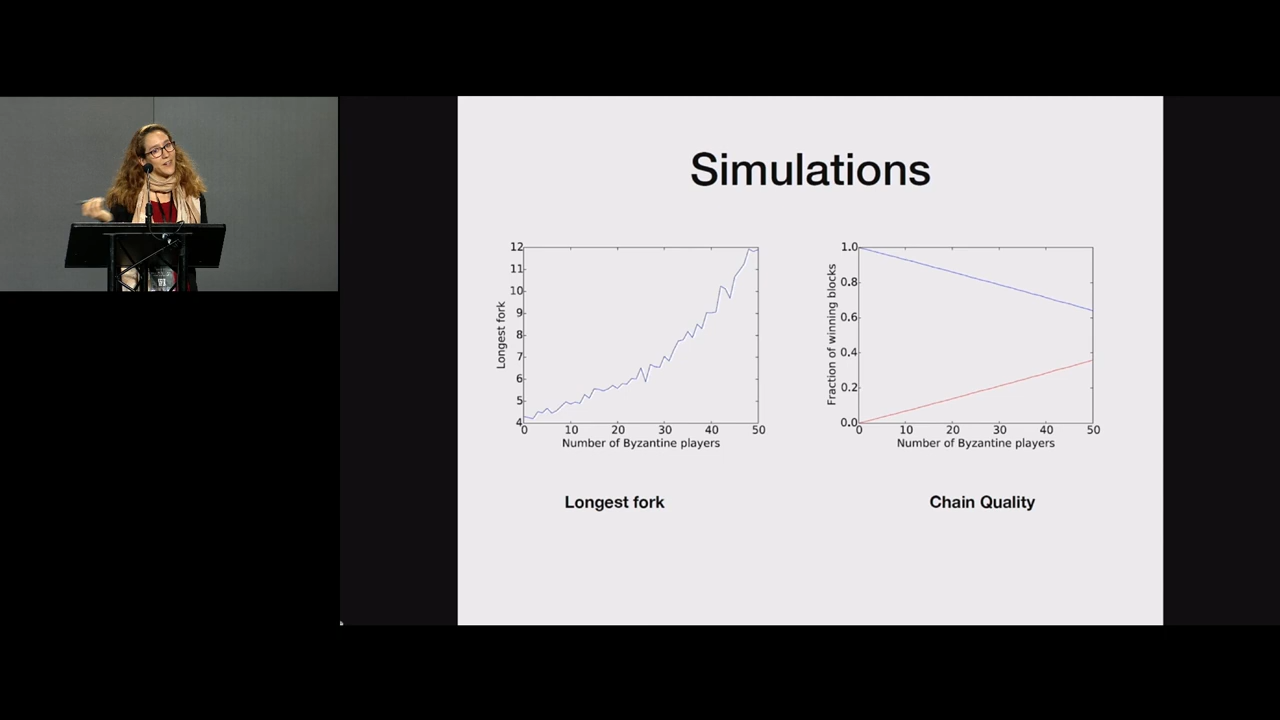 Simulations
12
11
10
9
8
7
6
5
4
Longest fork
0 10 20 30 40 50
Number of Byzantine players
Longest fork
1.0
0.8
0.6
0.4
0.2
0.0
Fraction of winning blocks
0 10 20 30 40 50
Number of Byzantine players
Chain Quality